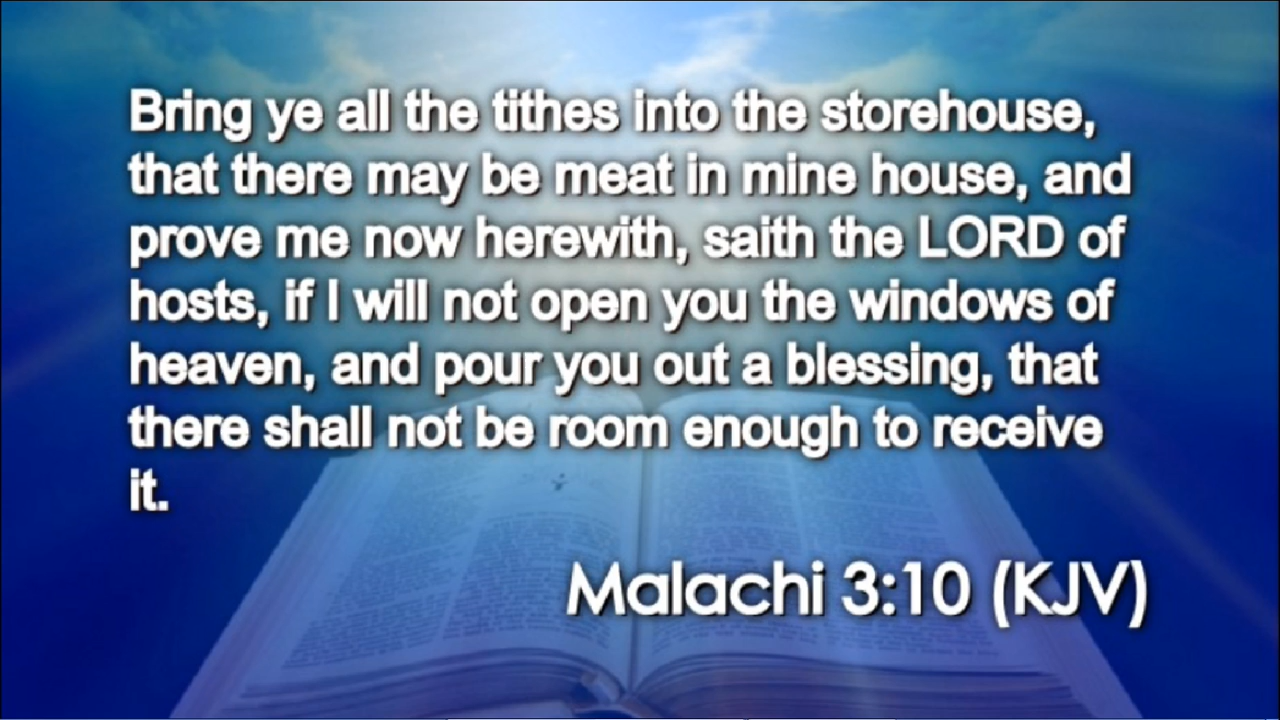 Bring ye all the tithes into the storehouse,
that there may be meat in mine house, and
prove me now herewith, saith the LORD of
hosts, if I will not open you the windows of
heaven, and pour you out a blessing, that
there shall not be room enough to receive
it.
Malachi 3:10 (KJV)